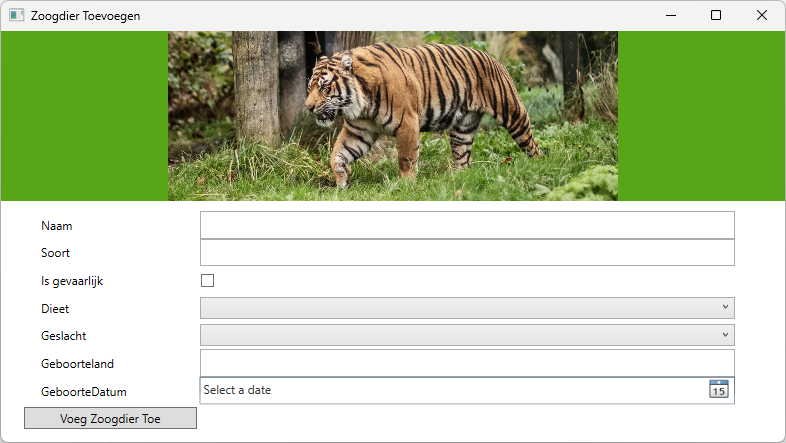 Zoogdier Toevoegen
Naam
Soort
Is gevaarlijk
Dieet
Geslacht
Geboorteland
GeboorteDatum
Select a date
15
Voeg Zoogdier Toe